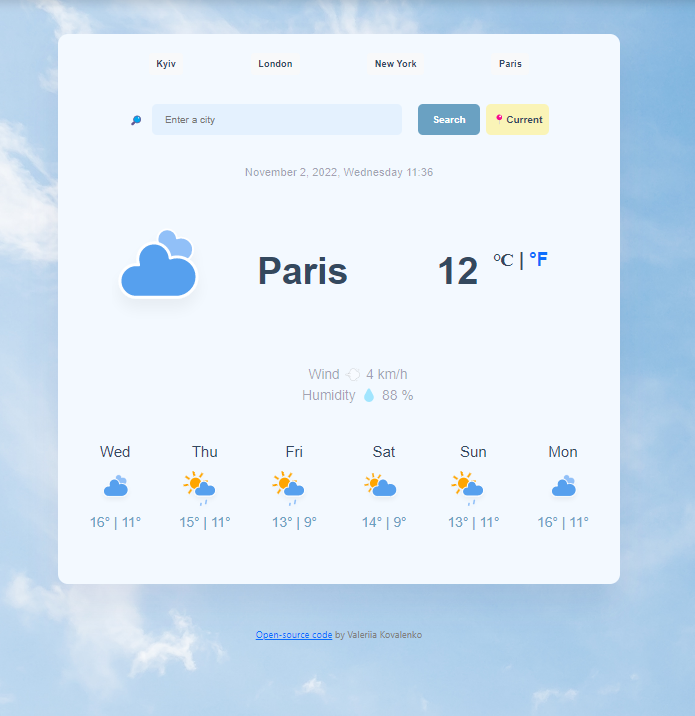 Kyiv London New York Paris
Enter a city Search Current
November 2, 2022, Wednesday 11:36
Paris 12 °C | °F
Wind 4 km/h
Humidity 88 %
Wed Thu Fri Sat Sun Mon
16° | 11° 15° | 11° 13° | 9° 14° | 9° 13° | 11° 16° | 11°
Open-source code by Valeriia Kovalenko